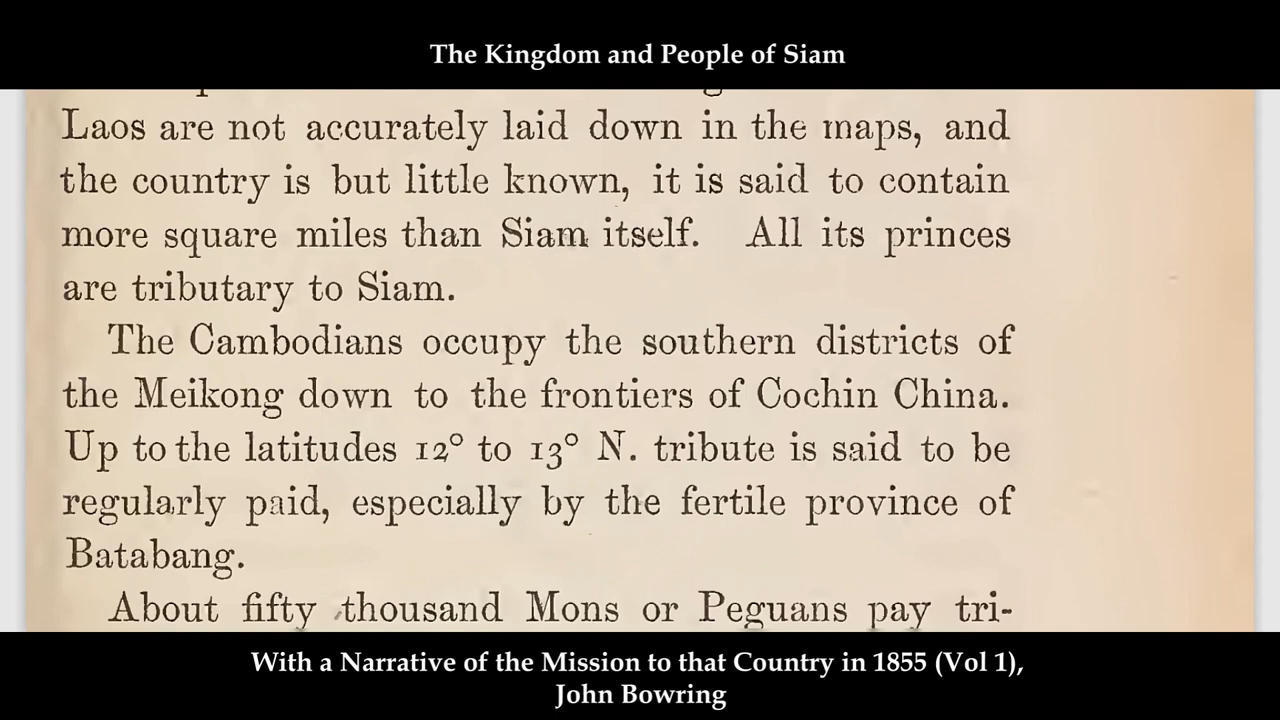 The Kingdom and People of Siam
Laos are not accurately laid down in the maps, and
the country is but little known, it is said to contain
more square miles than Siam itself. All its princes
are tributary to Siam.
The Cambodians occupy the southern districts of
the Meikong down to the frontiers of Cochin China.
Up to the latitudes 12° to 13° N. tribute is said to be
regularly paid, especially by the fertile province of
Batabang.
About fifty thousand Mons or Peguans pay tri-
With a Narrative of the Mission to that Country in 1855 (Vol 1),
John Bowring